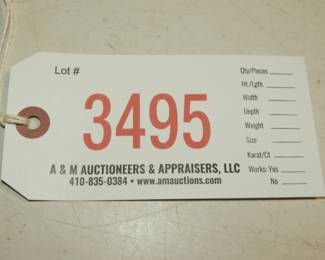 Lot #
3495
A & M AUCTIONEERS & APPRAISERS, LLC
410-835-0384 • www.amauctions.com
Qty/Pieces
Ht./Lgth.
Width
Depth
Weight
Size
Karat/Ct
Works: Yes
No